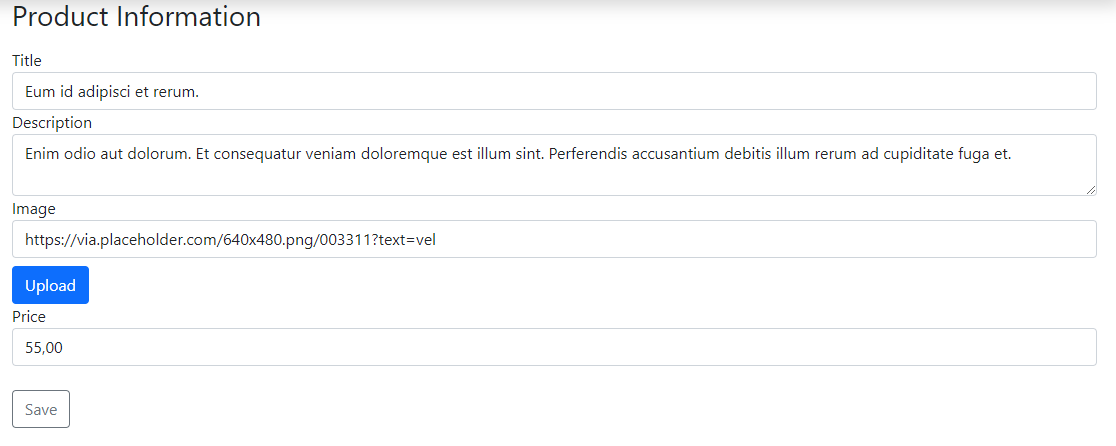 Product Information
Title
Eum id adipisci et rerum.
Description
Enim odio aut dolorum. Et consequatur veniam doloremque est illum sint. Perferendis accusantium debitis illum rerum ad cupiditate fuga et.
Image
https://via.placeholder.com/640x480.png/003311?text=vel
Upload
Price
55,00
Save